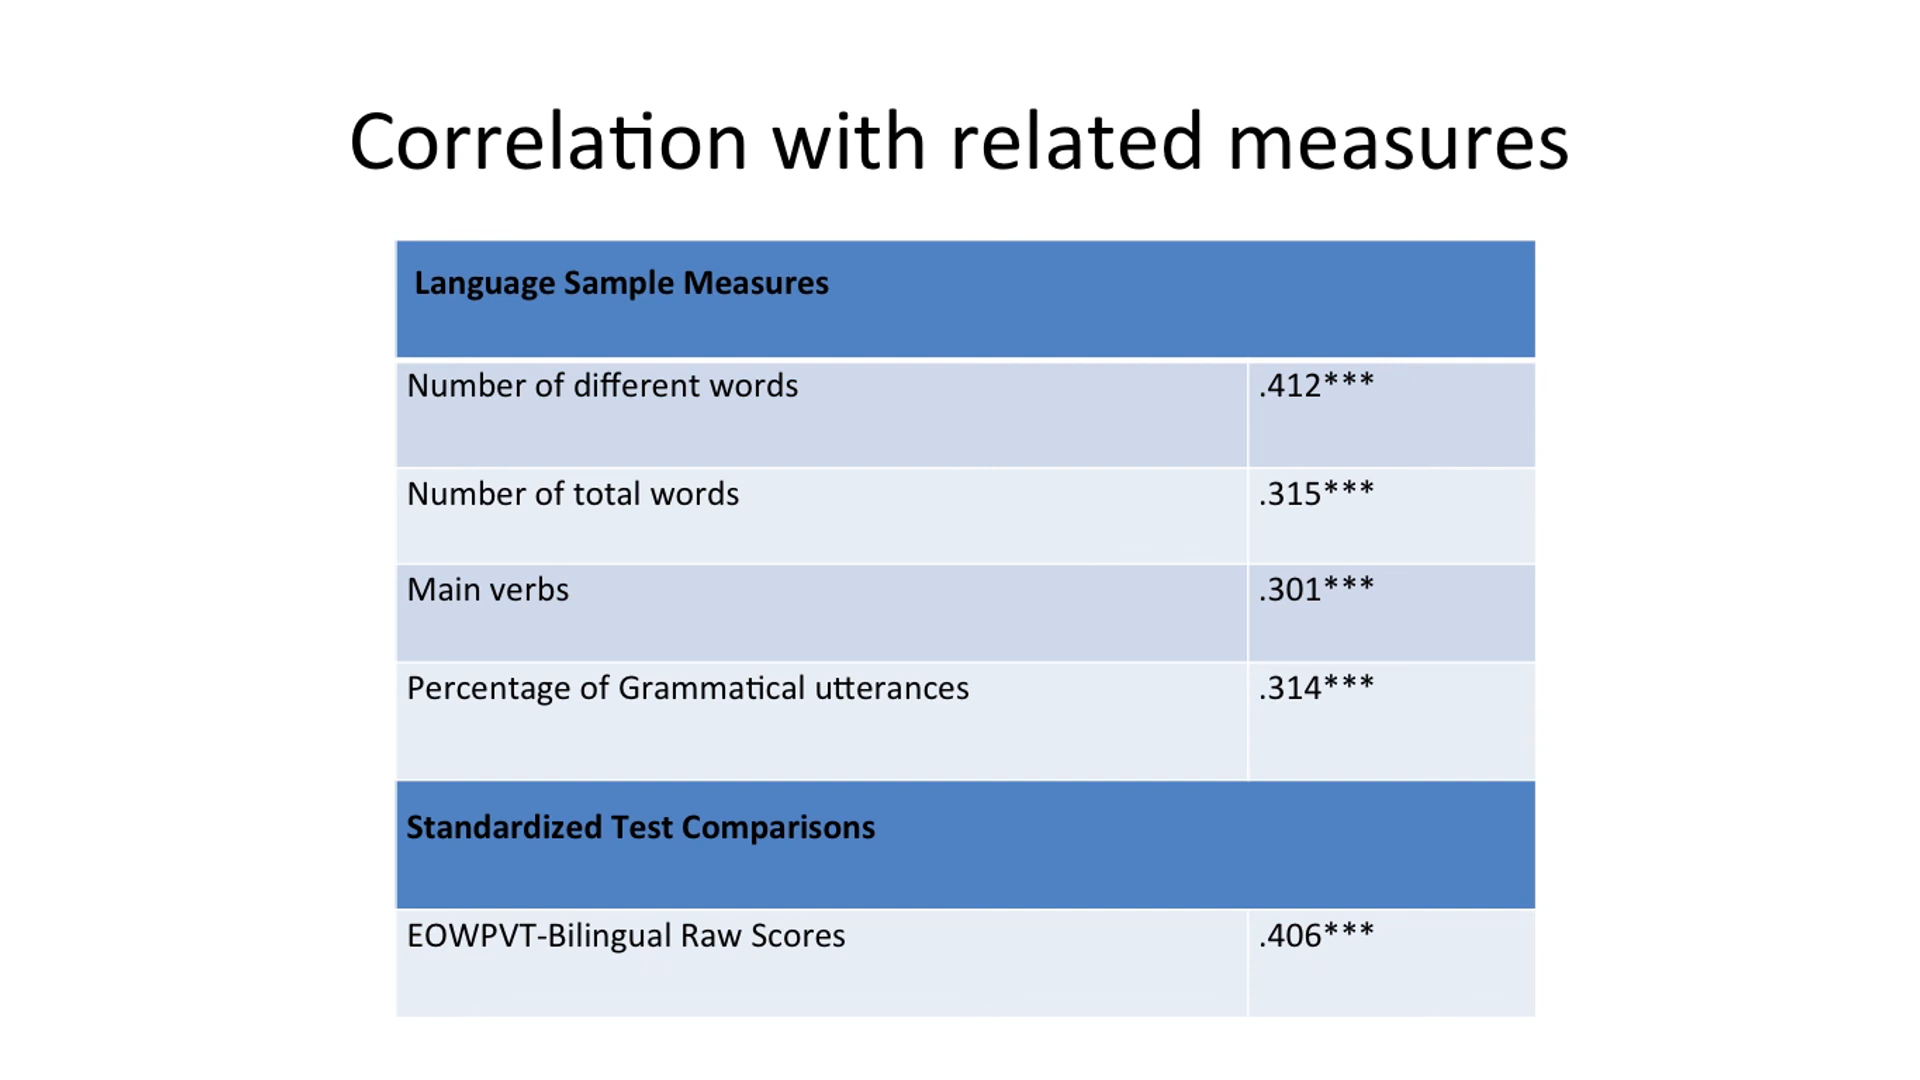 Correlation with related measures
Language Sample Measures
Number of different words .412***
Number of total words .315***
Main verbs .301***
Percentage of Grammatical utterances .314***
Standardized Test Comparisons
EOWPVT-Bilingual Raw Scores .406***